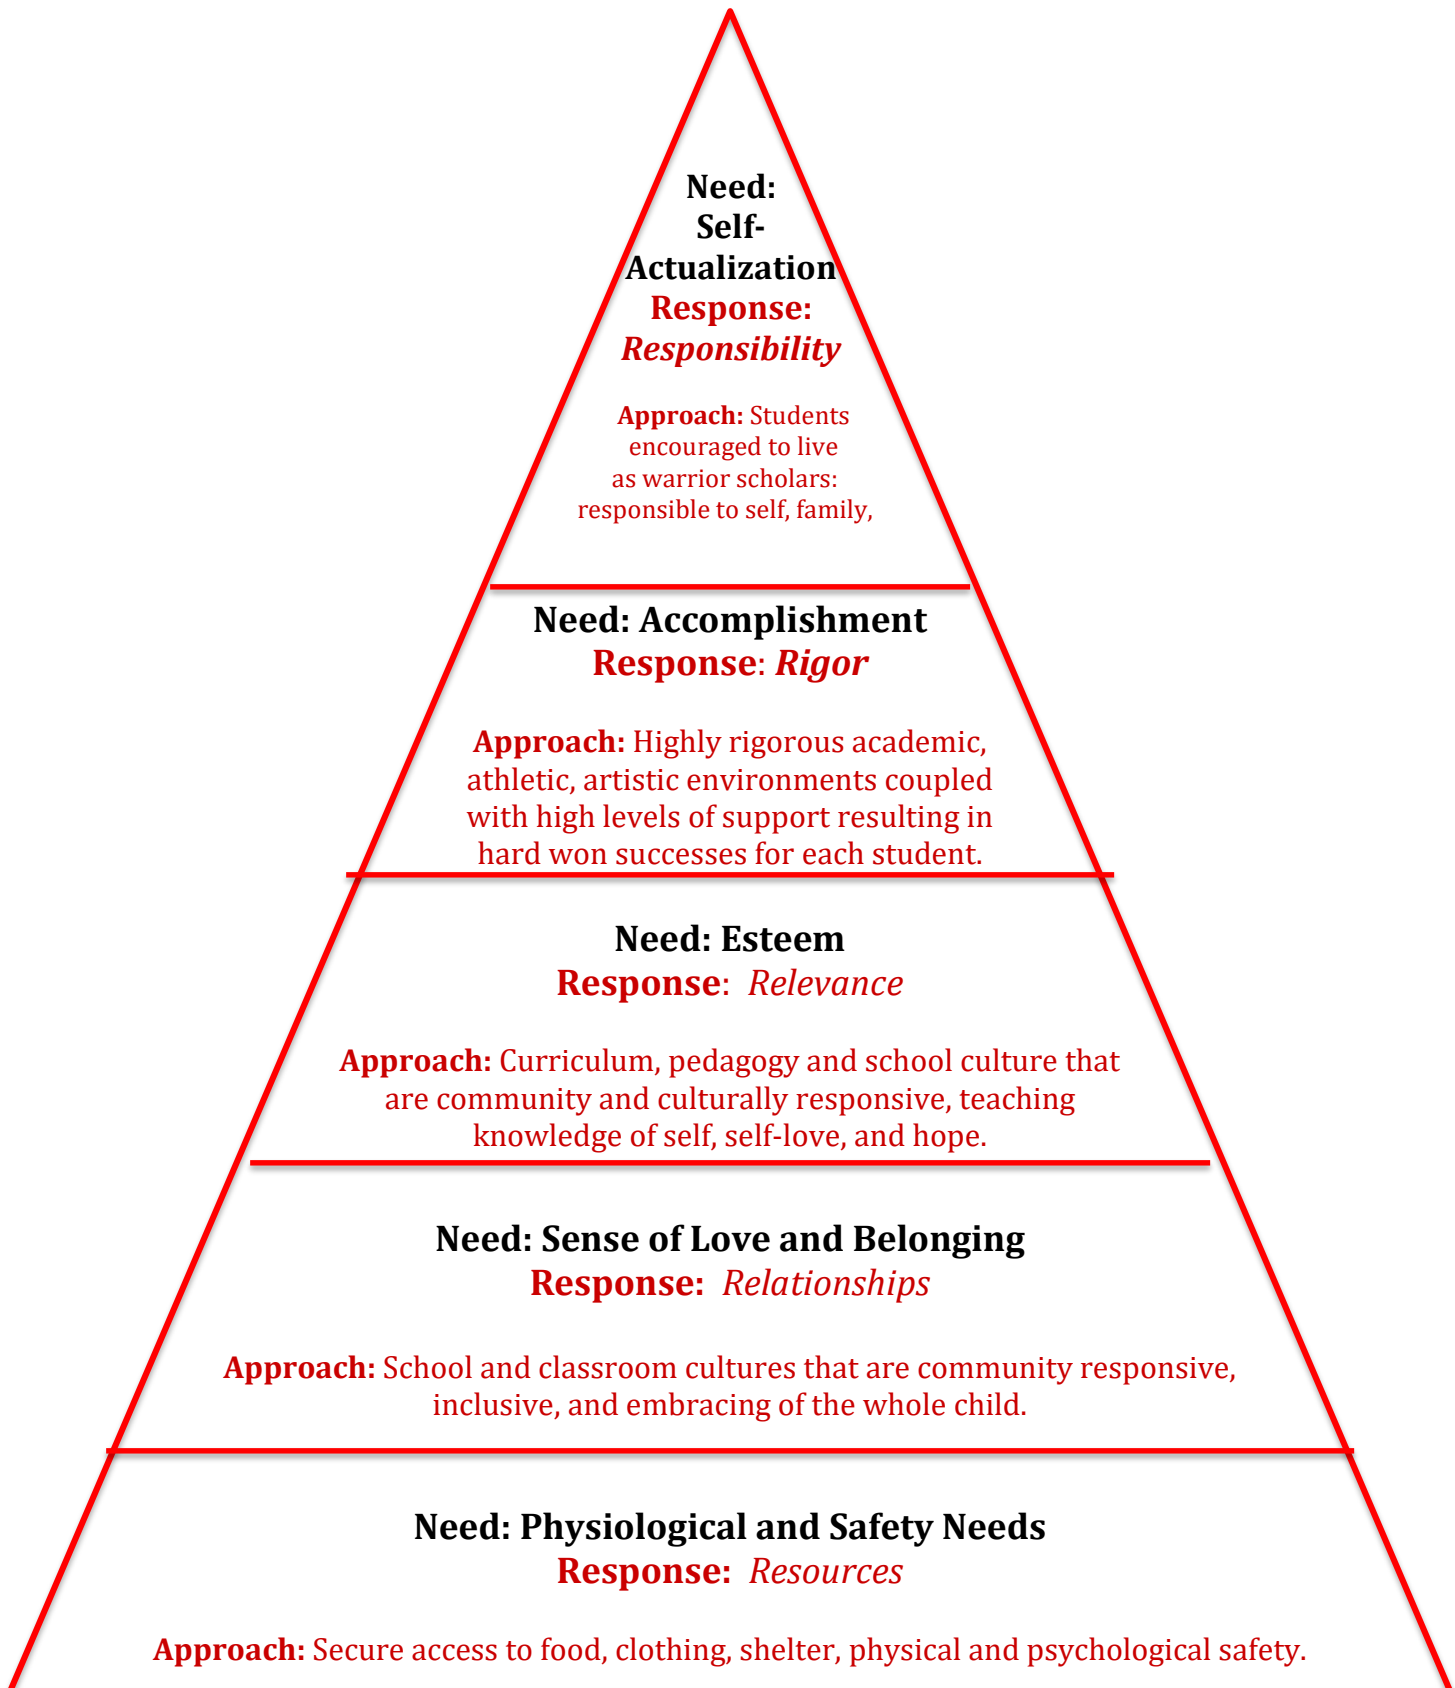 Need:
Self-
Actualization
Response:
Responsibility
Approach: Students
encouraged to live
as warrior scholars:
responsible to self, family,
Need: Accomplishment
Response: Rigor
Approach: Highly rigorous academic,
athletic, artistic environments coupled
with high levels of support resulting in
hard won successes for each student.
Need: Esteem
Response: Relevance
Approach: Curriculum, pedagogy and school culture that
are community and culturally responsive, teaching
knowledge of self, self-love, and hope.
Need: Sense of Love and Belonging
Response: Relationships
Approach: School and classroom cultures that are community responsive,
inclusive, and embracing of the whole child.
Need: Physiological and Safety Needs
Response: Resources
Approach: Secure access to food, clothing, shelter, physical and psychological safety.